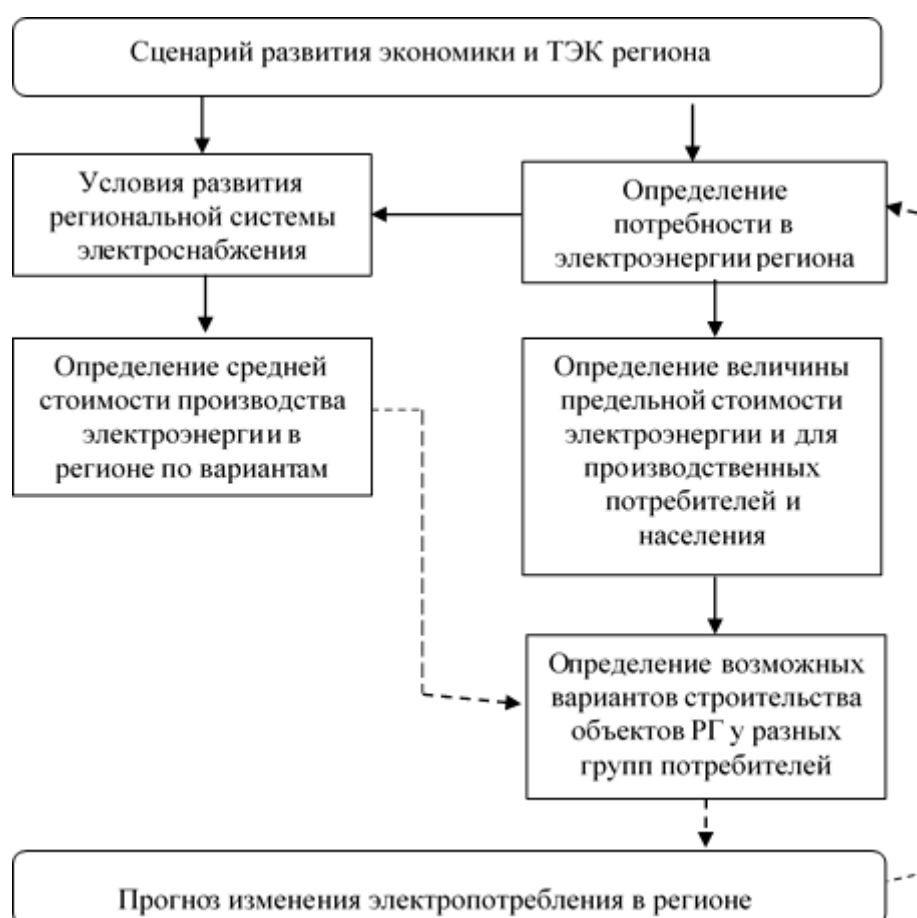 Сценарий развития экономики и ТЭК региона
Условия развития
региональной системы
электроснабжения
Определение
потребности в
электроэнергии региона
Определение средней
стоимости производства
электроэнергии в
регионе по вариантам
Определение величины
предельной стоимости
электроэнергии и для
производственных
потребителей и
населения
Определение возможных
вариантов строительства
объектов РГ у разных
групп потребителей
Прогноз изменения электропотребления в регионе